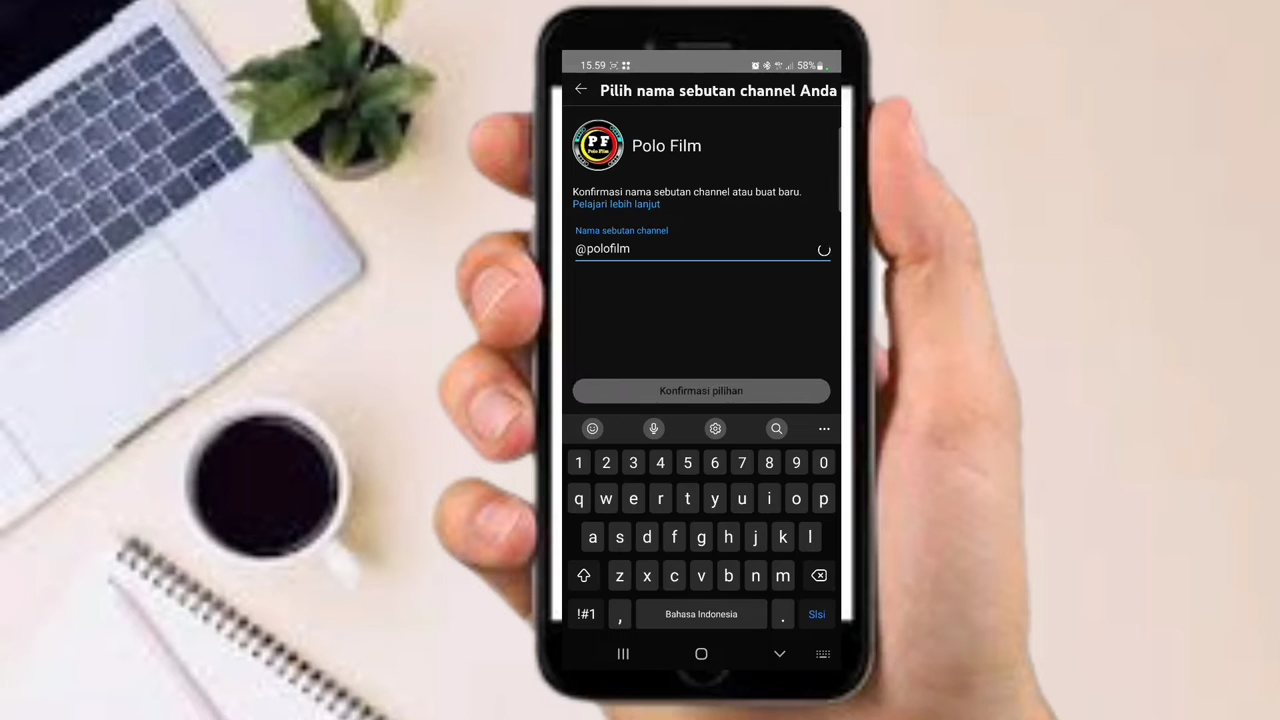 15.59
58%
Pilih nama sebutan channel Anda
PF
Polo Film
Polo Film
Konfirmasi nama sebutan channel atau buat baru.
Pelajari lebih lanjut
Nama sebutan channel
@polofilm
Konfirmasi pilihan
1 2 3 4 5 6 7 8 9 0
q w e r t y u i o p
a s d f g h j k l
z x c v b n m
!#1 , Bahasa Indonesia . Slsi